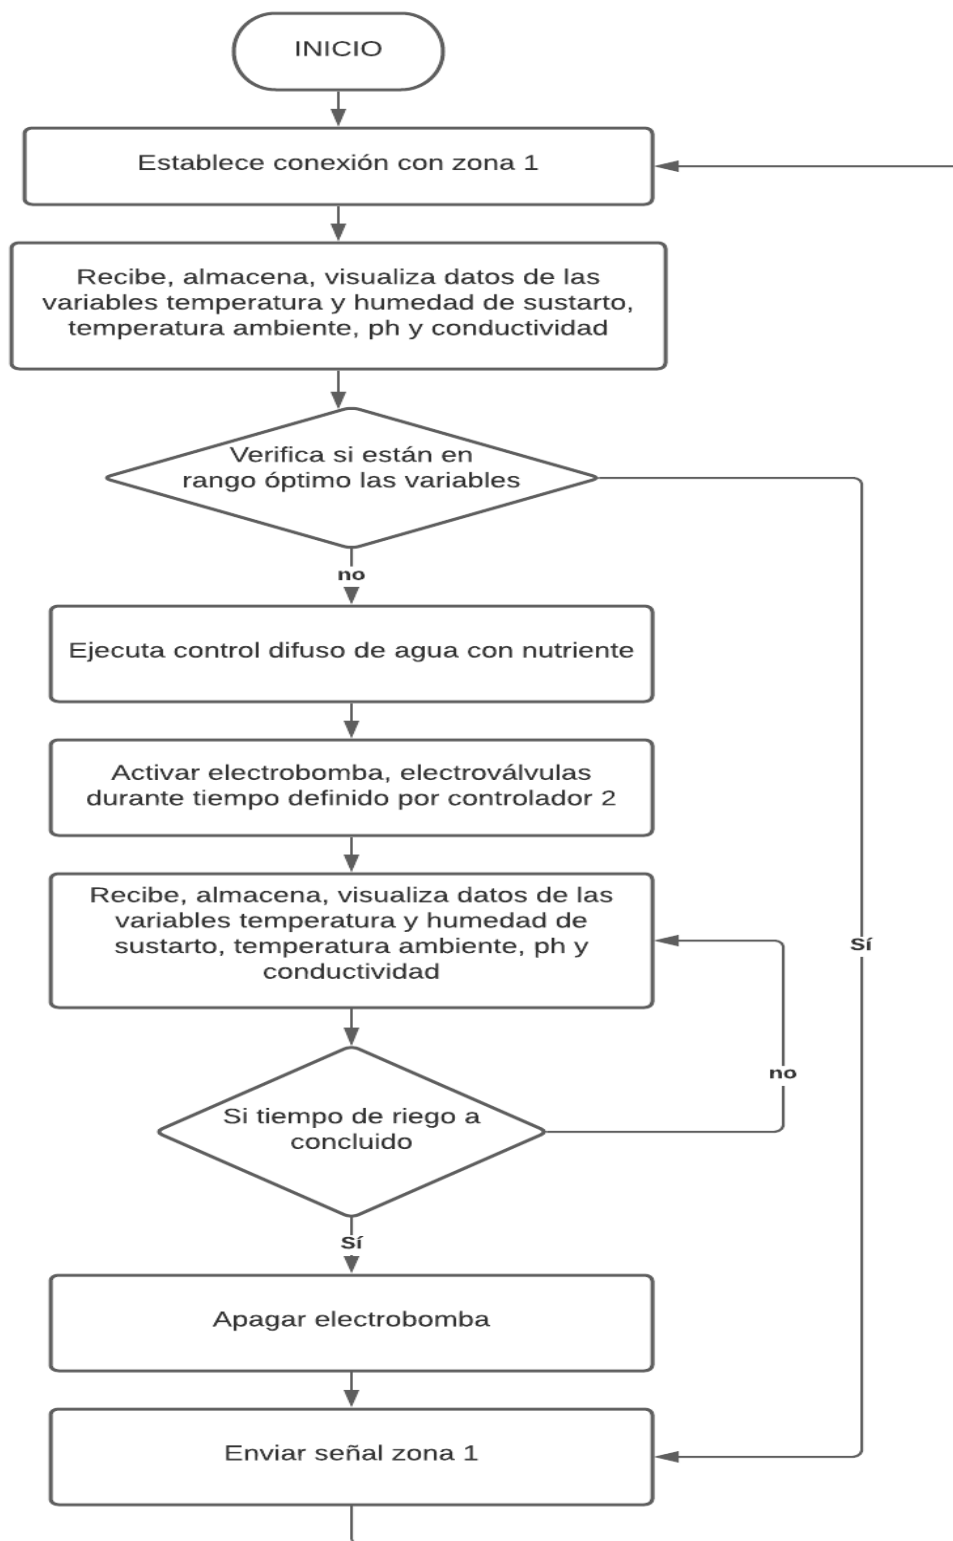 INICIO
Establece conexión con zona 1
Recibe, almacena, visualiza datos de las
variables temperatura y humedad de sustarto,
temperatura ambiente, ph y conductividad
Verifica si están en
rango óptimo las variables
no
Ejecuta control difuso de agua con nutriente
Activar electrobomba, electroválvulas
durante tiempo definido por controlador 2
Recibe, almacena, visualiza datos de las
variables temperatura y humedad de
sustarto, temperatura ambiente, ph y
conductividad
Sí
no
Si tiempo de riego a
concluido
Sí
Apagar electrobomba
Enviar señal zona 1